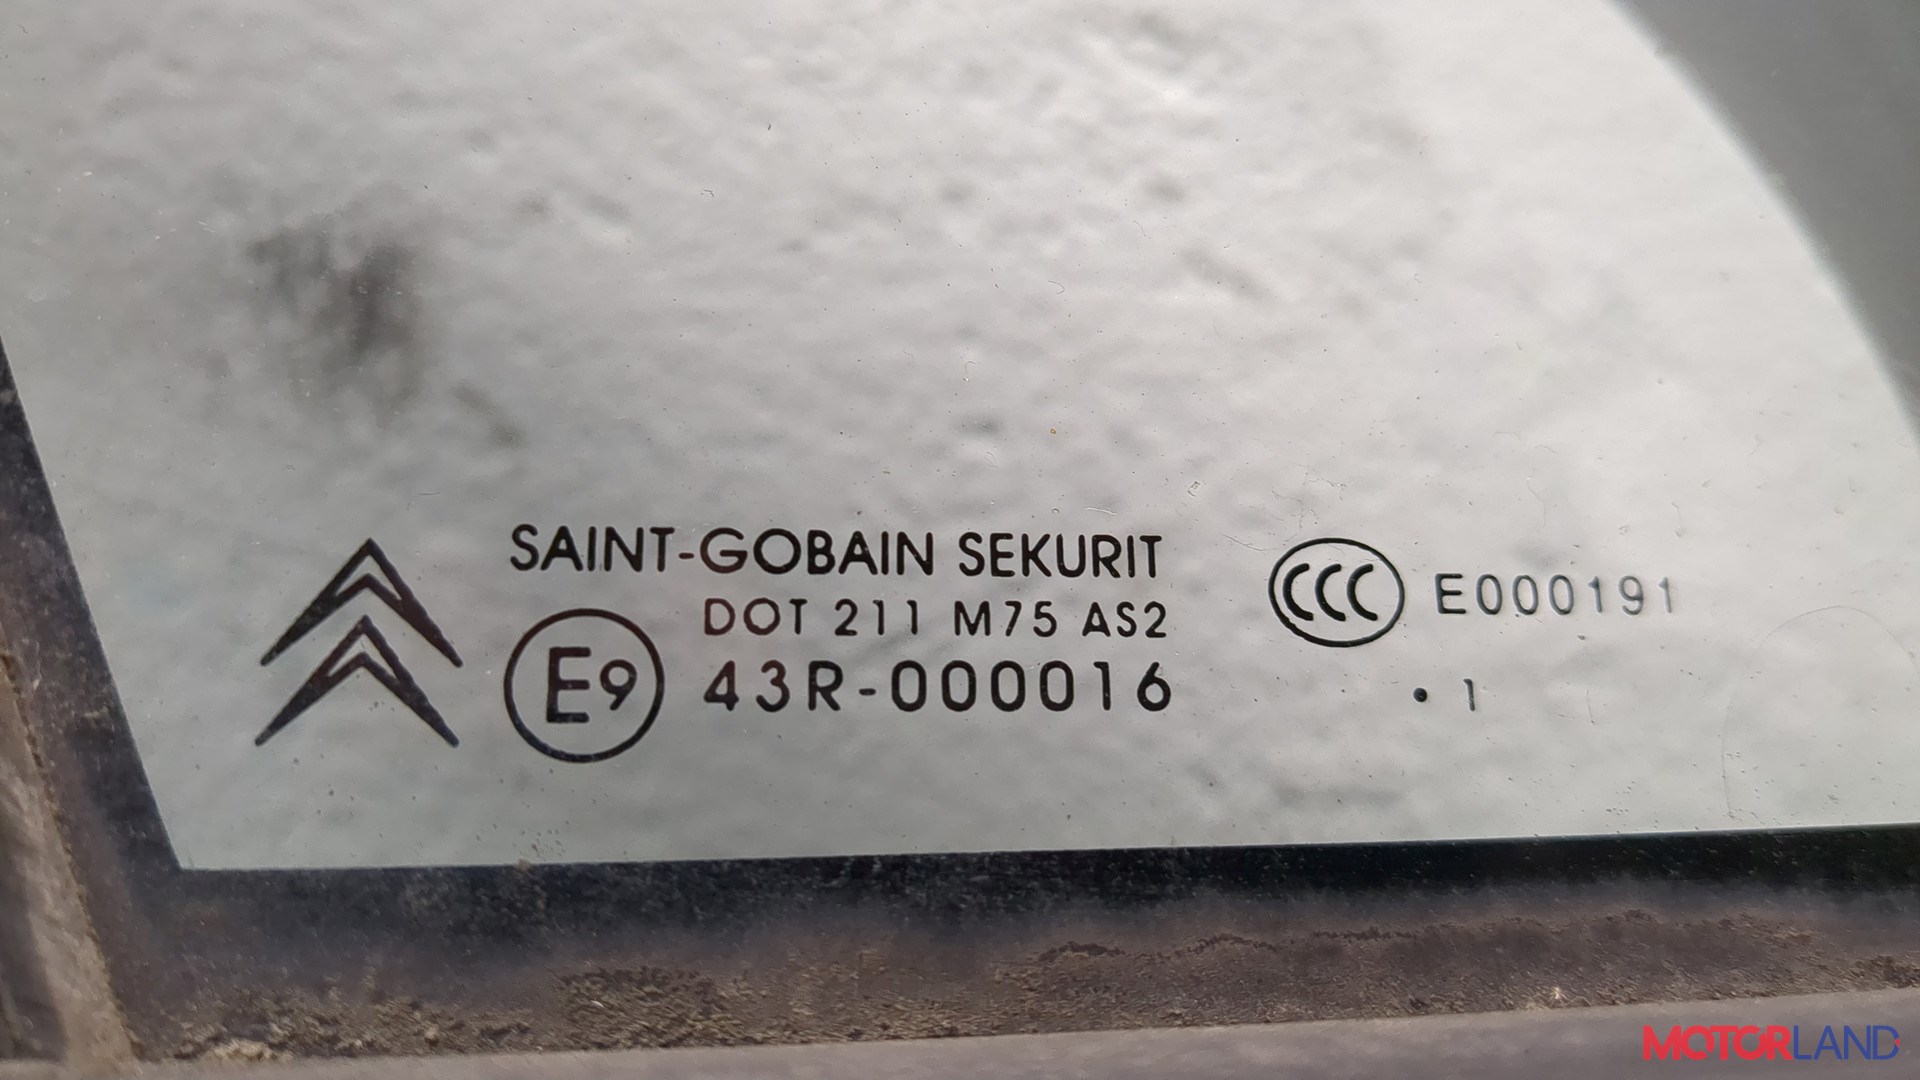 SAINT-GOBAIN SEKURIT
DOT 211 M75 AS2
E9 43R-000016
CCC E000191
• 1
MOTORLAND